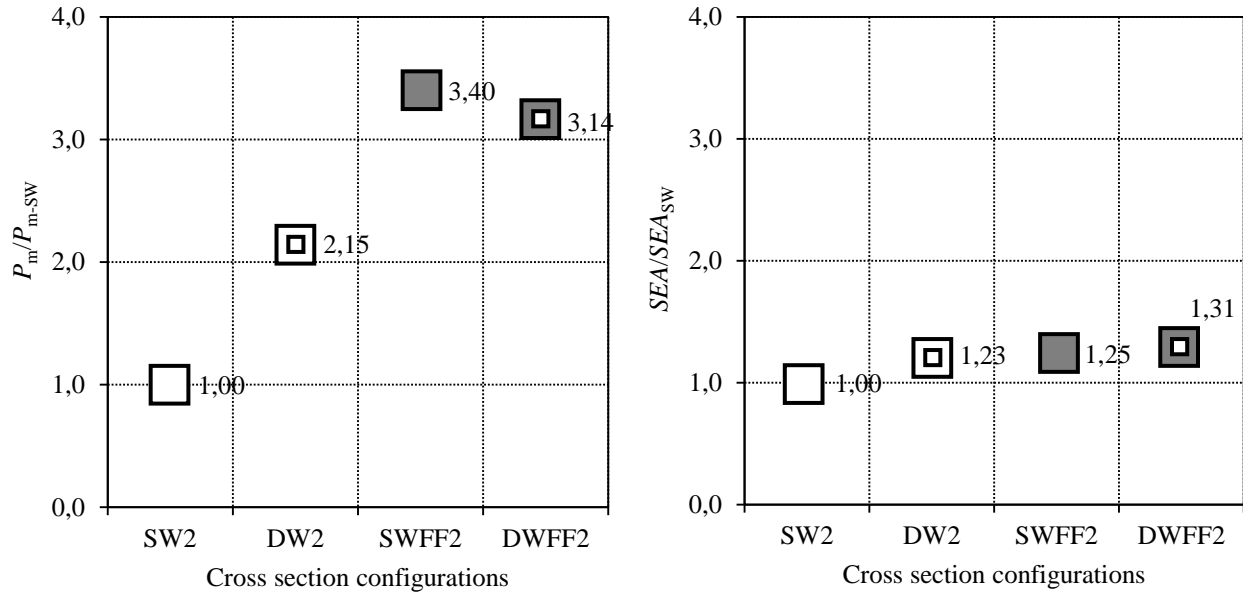 4,0
3,0
2,0
1,0
0,0
P_m/P_m-SW
3,40
3,14
2,15
1,00
SW2 DW2 SWFF2 DWFF2
Cross section configurations
4,0
3,0
2,0
1,0
0,0
SEA/SEA_SW
1,31
1,00 1,23 1,25
SW2 DW2 SWFF2 DWFF2
Cross section configurations